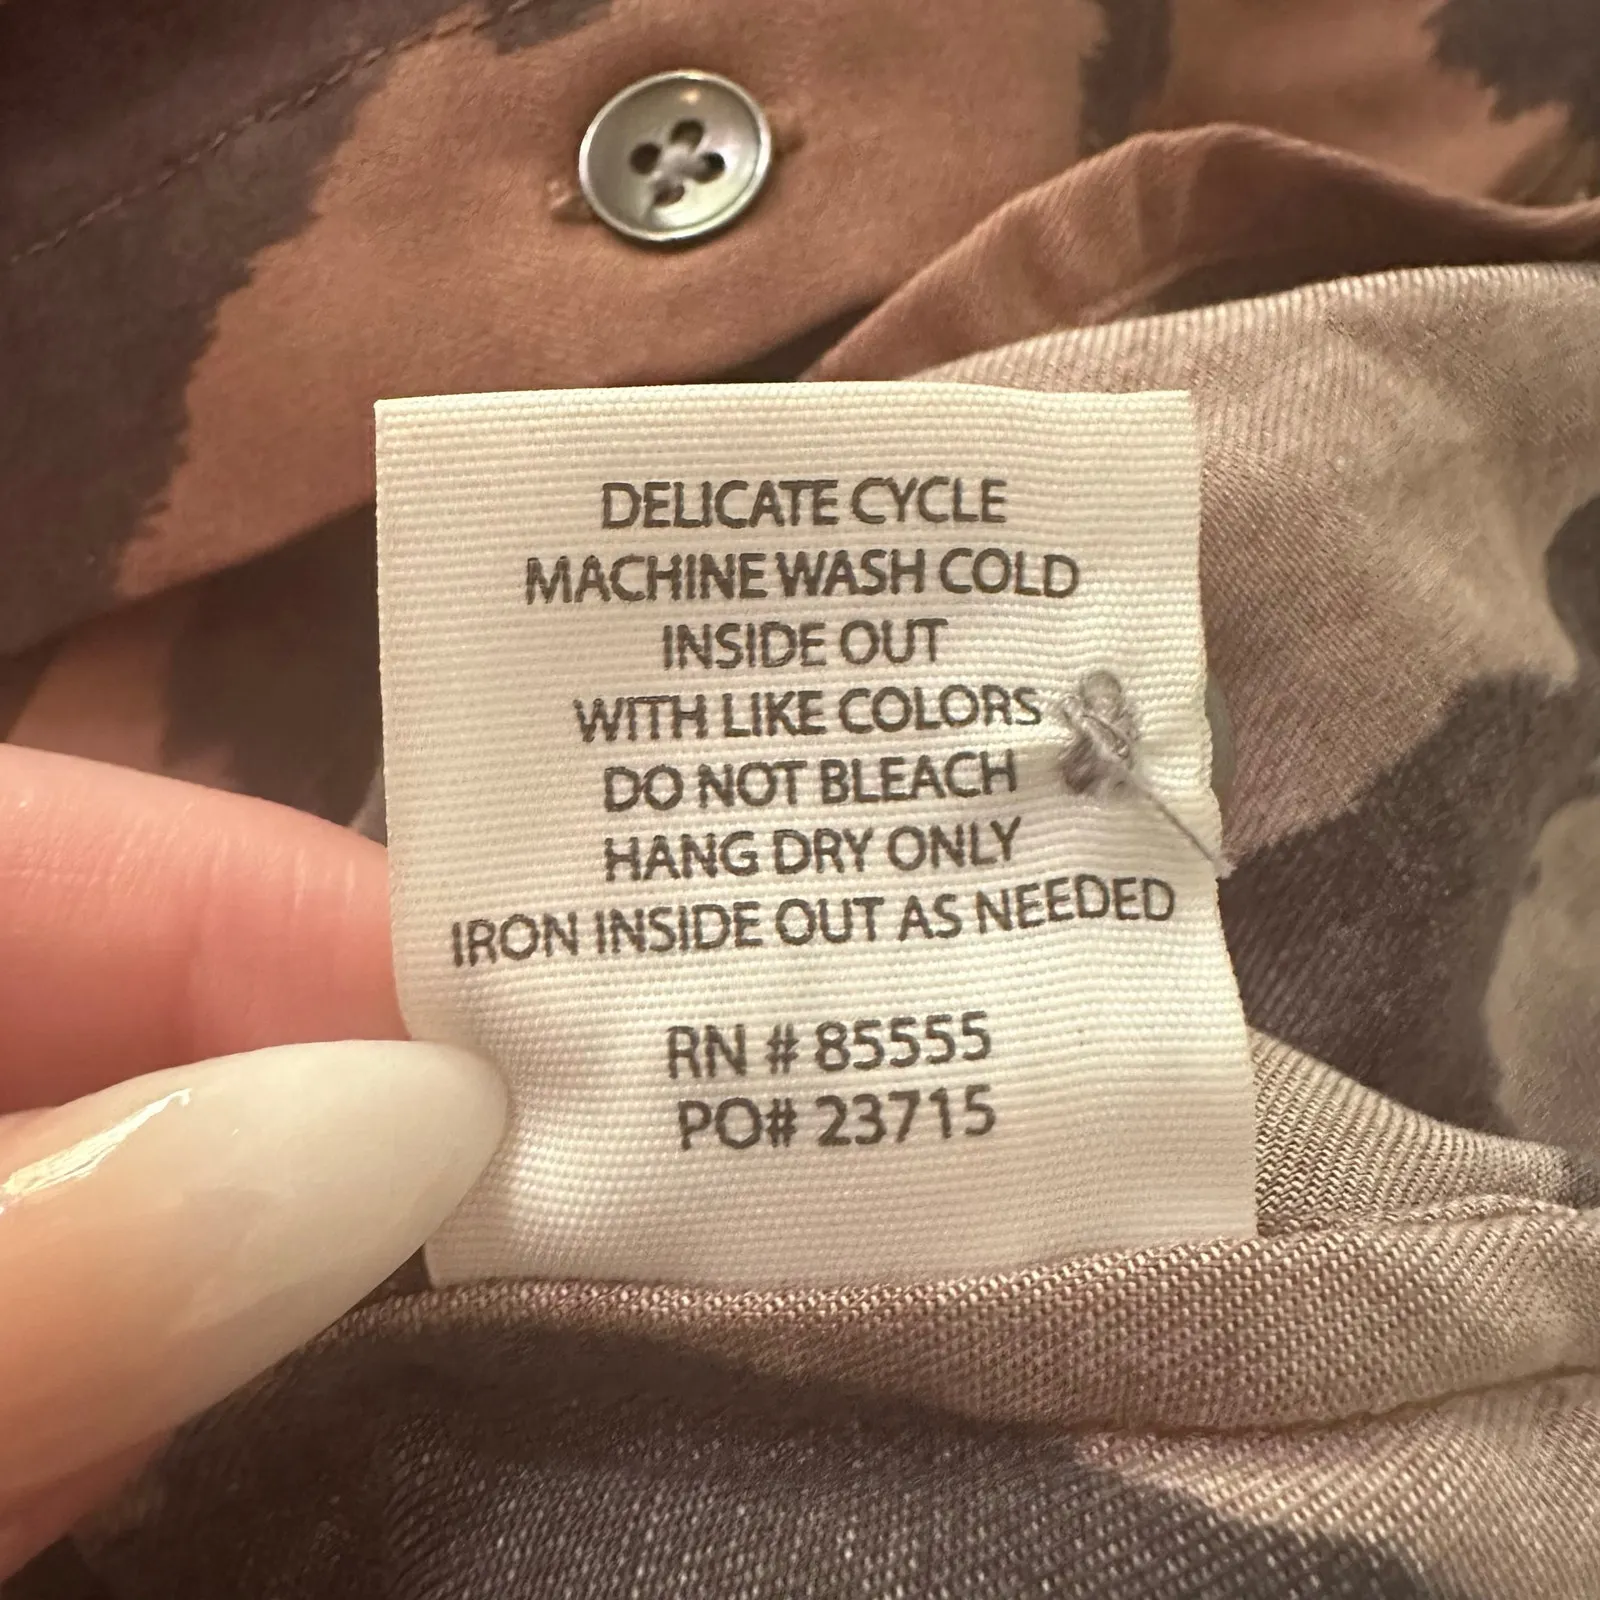 DELICATE CYCLE
MACHINE WASH COLD
INSIDE OUT
WITH LIKE COLORS
DO NOT BLEACH
HANG DRY ONLY
IRON INSIDE OUT AS NEEDED
RN # 85555
PO# 23715